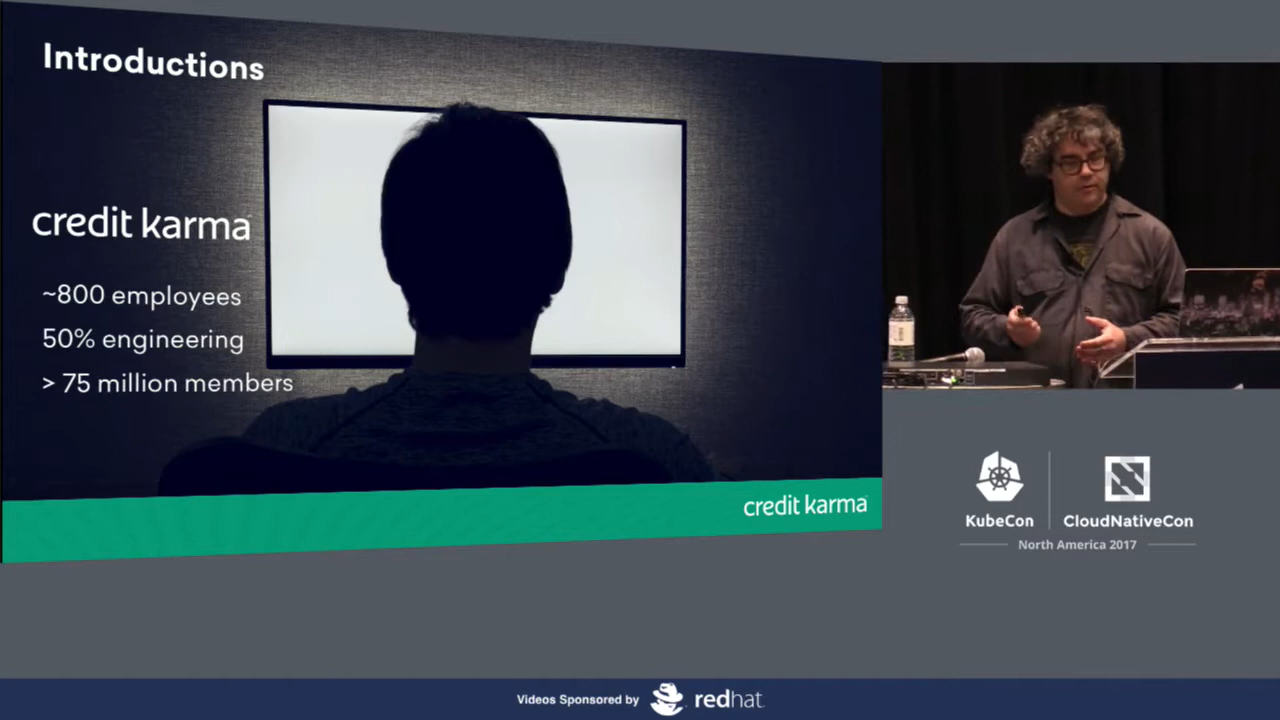 Introductions
credit karma
~800 employees
50% engineering
> 75 million members
credit karma
KubeCon
CloudNativeCon
North America 2017
Videos Sponsored by
redhat.